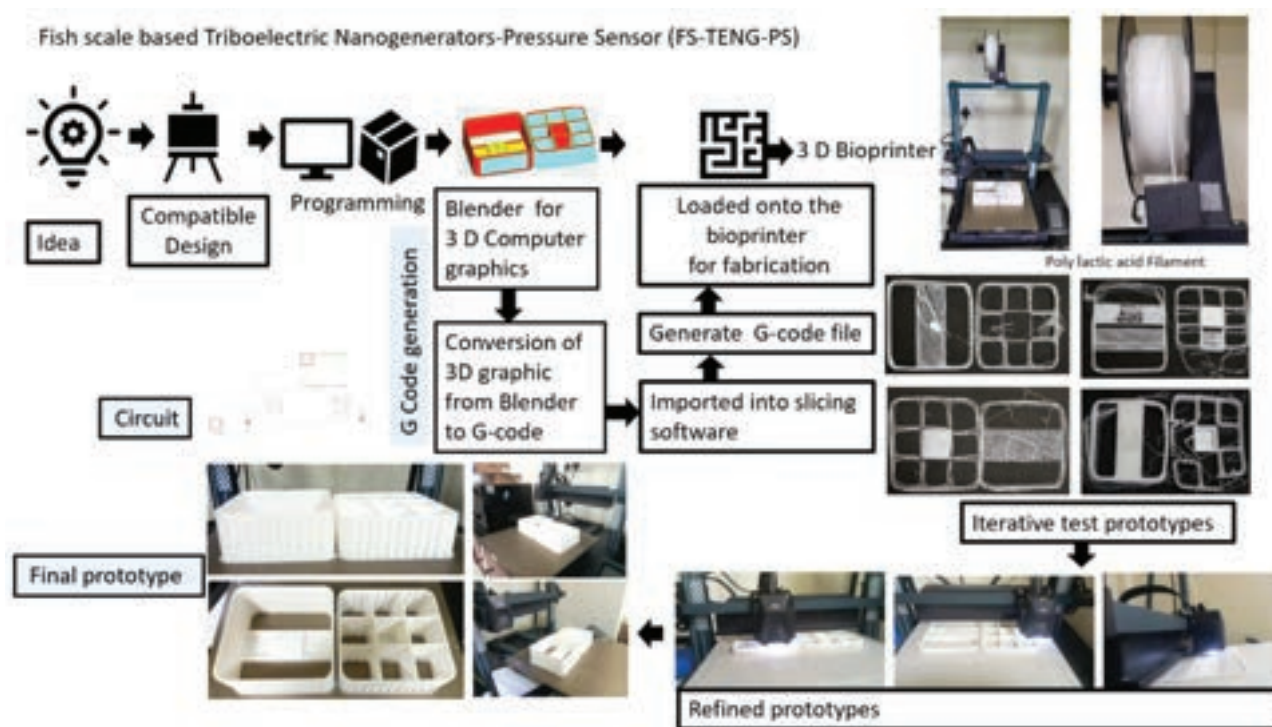 Fish scale based Triboelectric Nanogenerators-Pressure Sensor (FS-TENG-PS)
Idea
Compatible
Design
Programming
Blender for
3 D Computer
graphics
G Code generation
Conversion of
3D graphic
from Blender
to G-code
Imported into slicing
software
Generate G-code file
Loaded onto the
bioprinter
for fabrication
3 D Bioprinter
Poly lactic acid Filament
Circuit
Iterative test prototypes
Refined prototypes
Final prototype